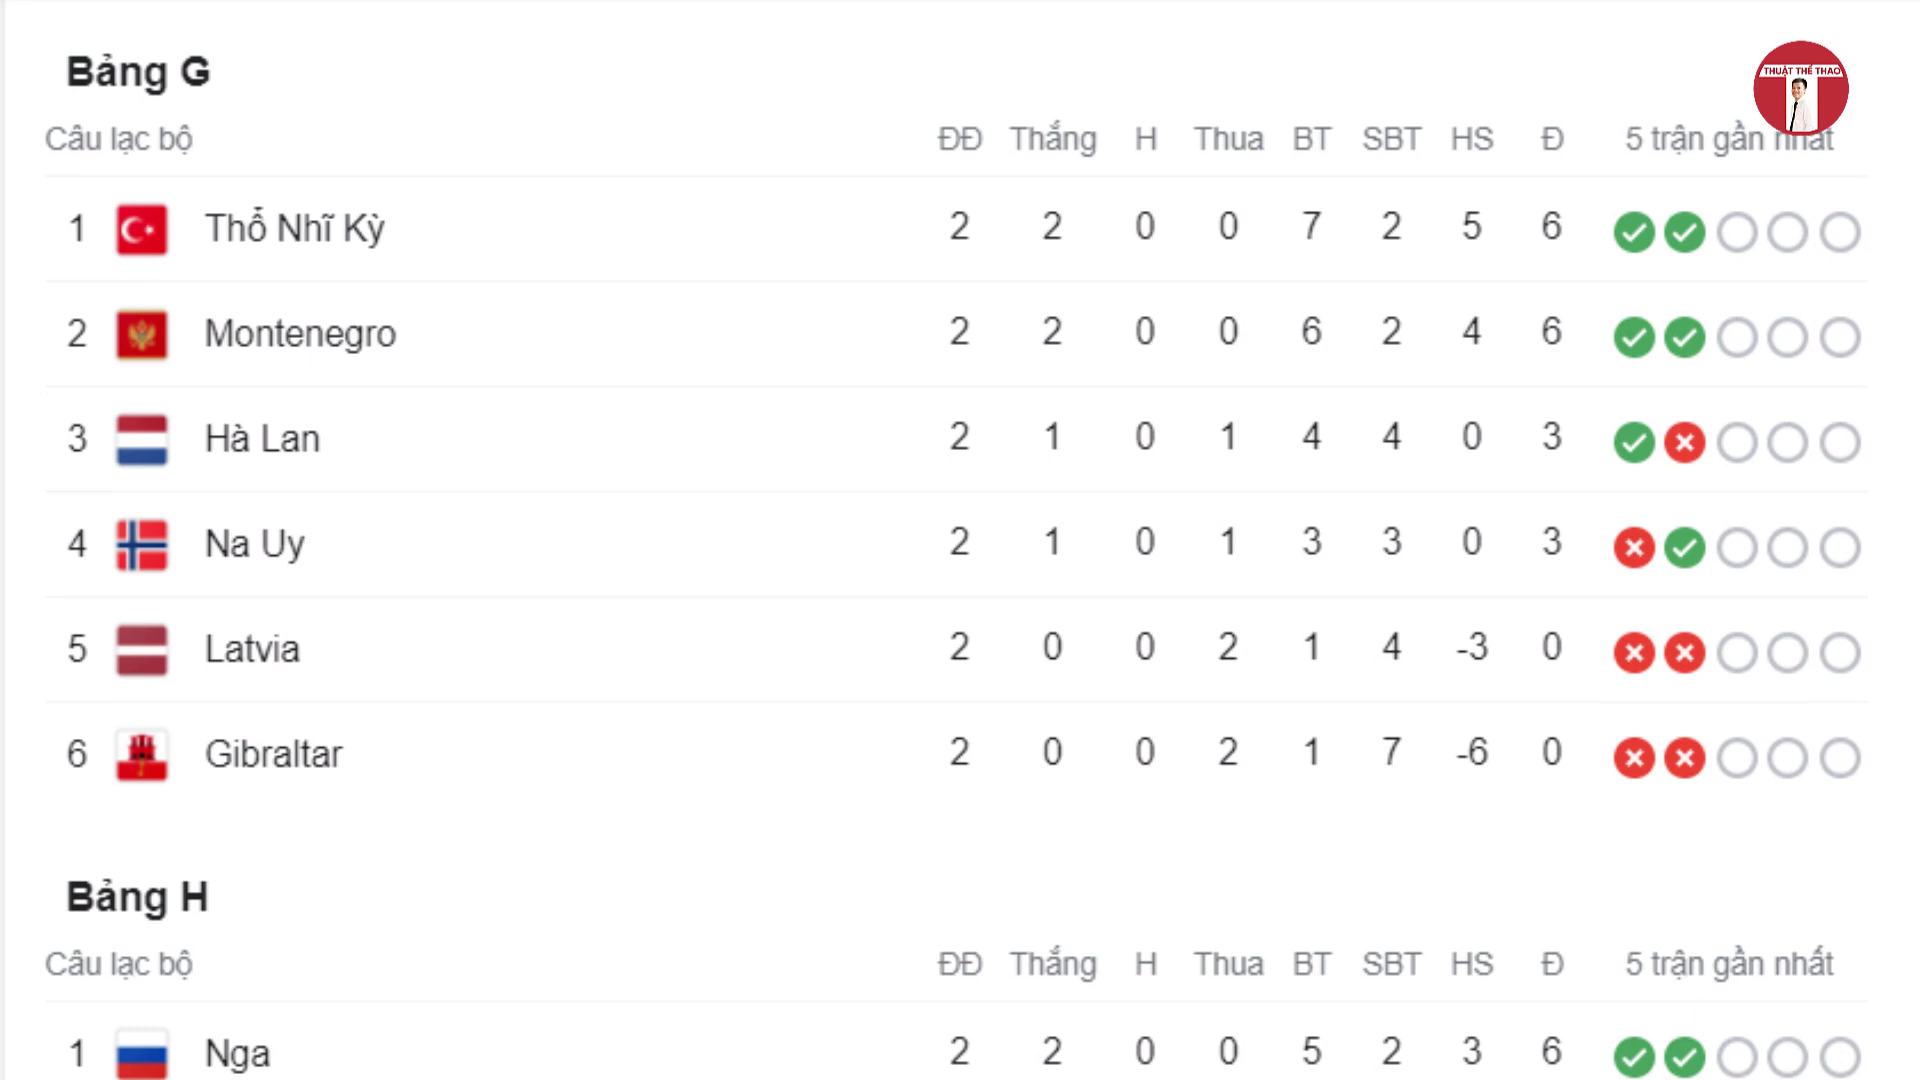 Bảng G
THUẬT THỂ THAO
Câu lạc bộ ĐĐ Thắng H Thua BT SBT HS Đ 5 trận gần nhất
1 Thổ Nhĩ Kỳ 2 2 0 0 7 2 5 6
2 Montenegro 2 2 0 0 6 2 4 6
3 Hà Lan 2 1 0 1 4 4 0 3
4 Na Uy 2 1 0 1 3 3 0 3
5 Latvia 2 0 0 2 1 4 -3 0
6 Gibraltar 2 0 0 2 1 7 -6 0
Bảng H
Câu lạc bộ ĐĐ Thắng H Thua BT SBT HS Đ 5 trận gần nhất
1 Nga 2 2 0 0 5 2 3 6